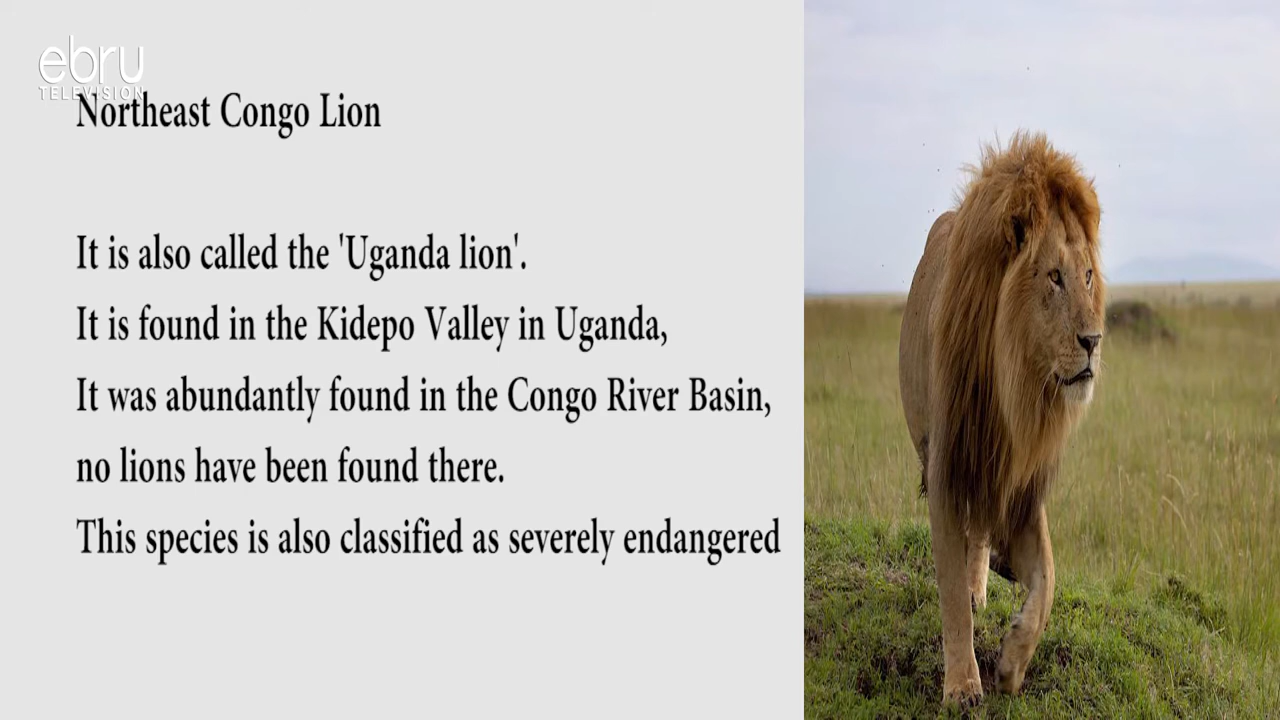 ebru
TELEVISION
Northeast Congo Lion
It is also called the 'Uganda lion'.
It is found in the Kidepo Valley in Uganda,
It was abundantly found in the Congo River Basin,
no lions have been found there.
This species is also classified as severely endangered